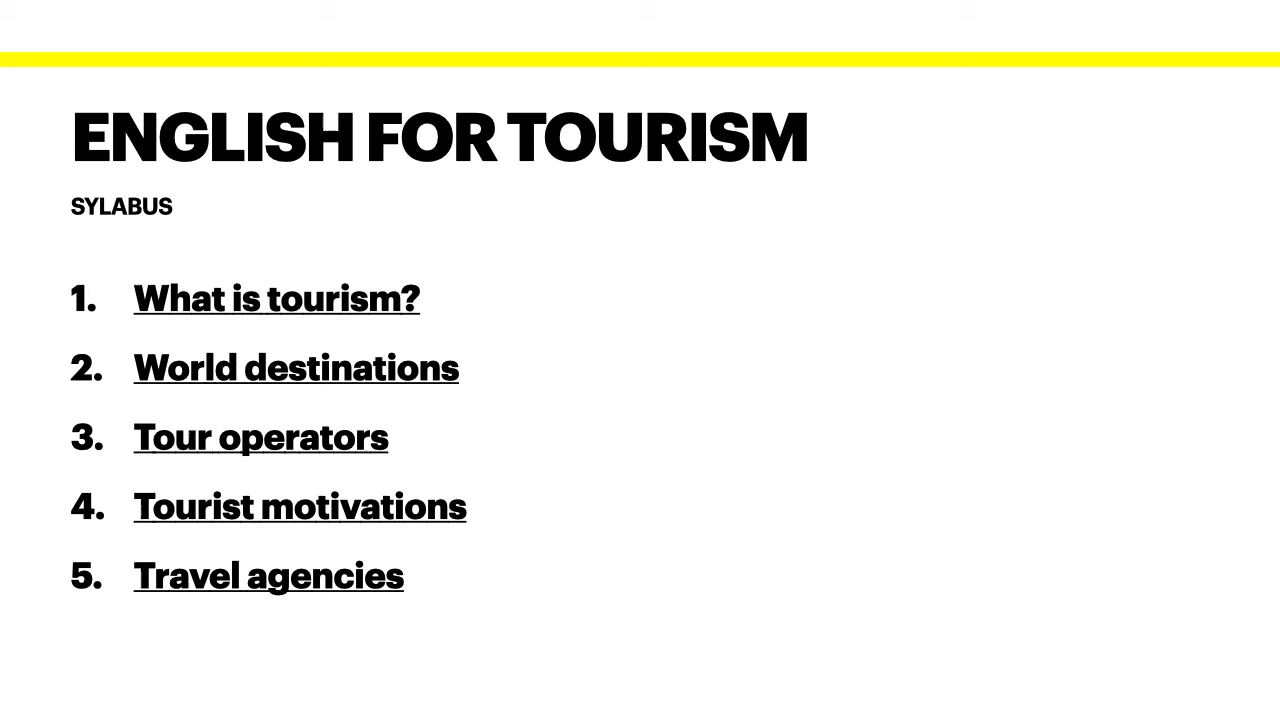 ENGLISH FOR TOURISM
SYLABUS
1. What is tourism?
2. World destinations
3. Tour operators
4. Tourist motivations
5. Travel agencies